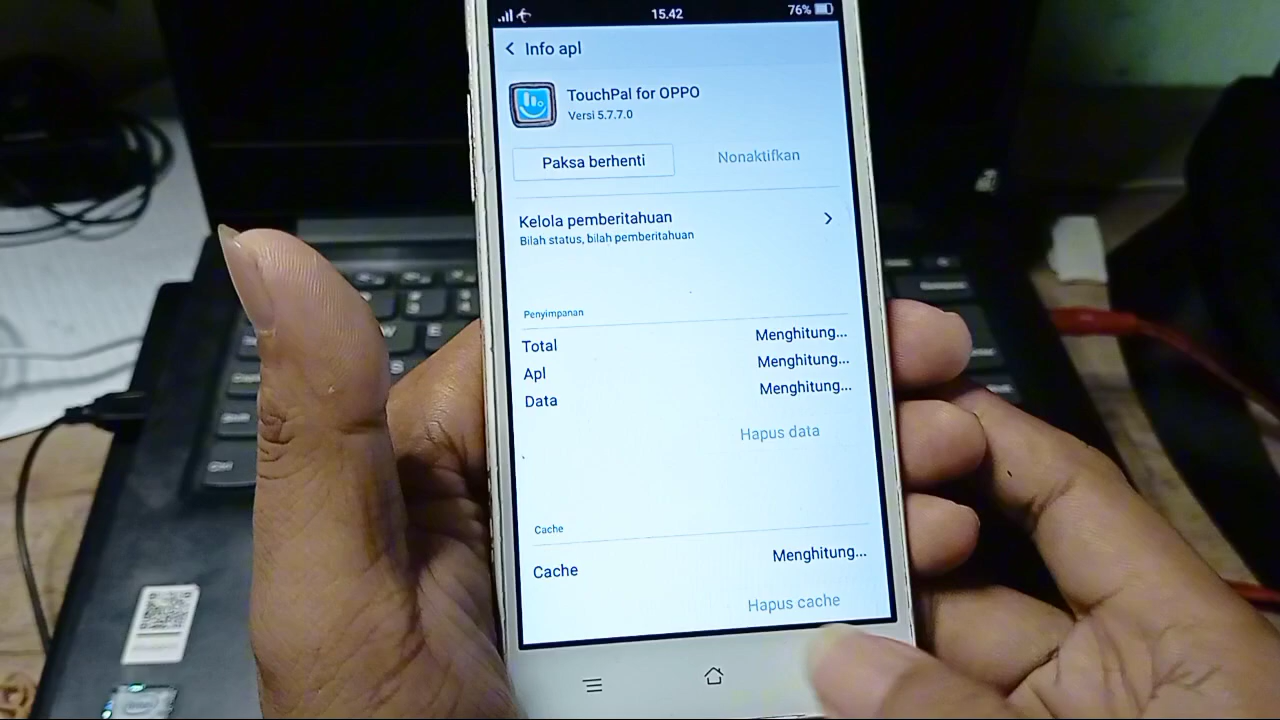 15.42
76%
Info apl
TouchPal for OPPO
Versi 5.7.7.0
Paksa berhenti
Nonaktifkan
Kelola pemberitahuan
Bilah status, bilah pemberitahuan
Penyimpanan
Total
Menghitung...
Apl
Menghitung...
Data
Menghitung...
Hapus data
Cache
Cache
Menghitung...
Hapus cache
W
E
S